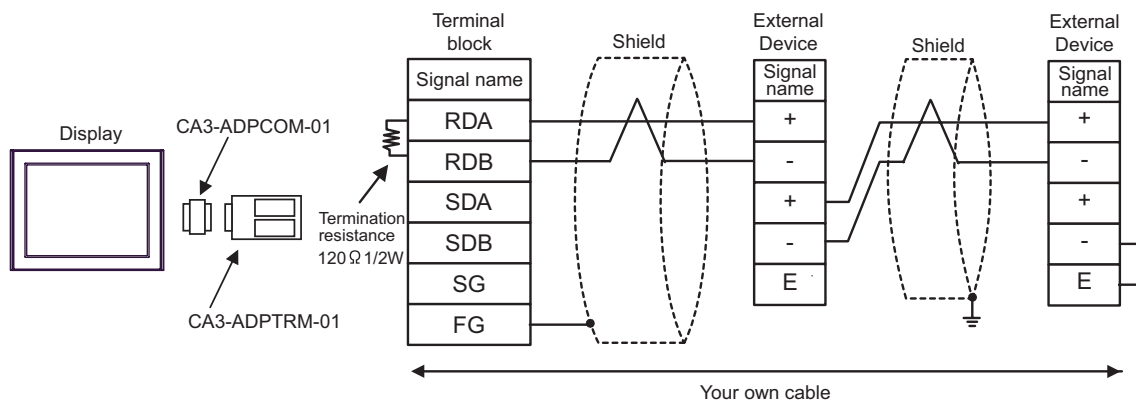 Display
CA3-ADPCOM-01
CA3-ADPTRM-01
Termination
resistance
120Ω 1/2W
Terminal
block
Signal name
RDA
RDB
SDA
SDB
SG
FG
Shield
External
Device
Signal
name
+
-
+
-
E
Shield
External
Device
Signal
name
+
-
+
-
E
Your own cable